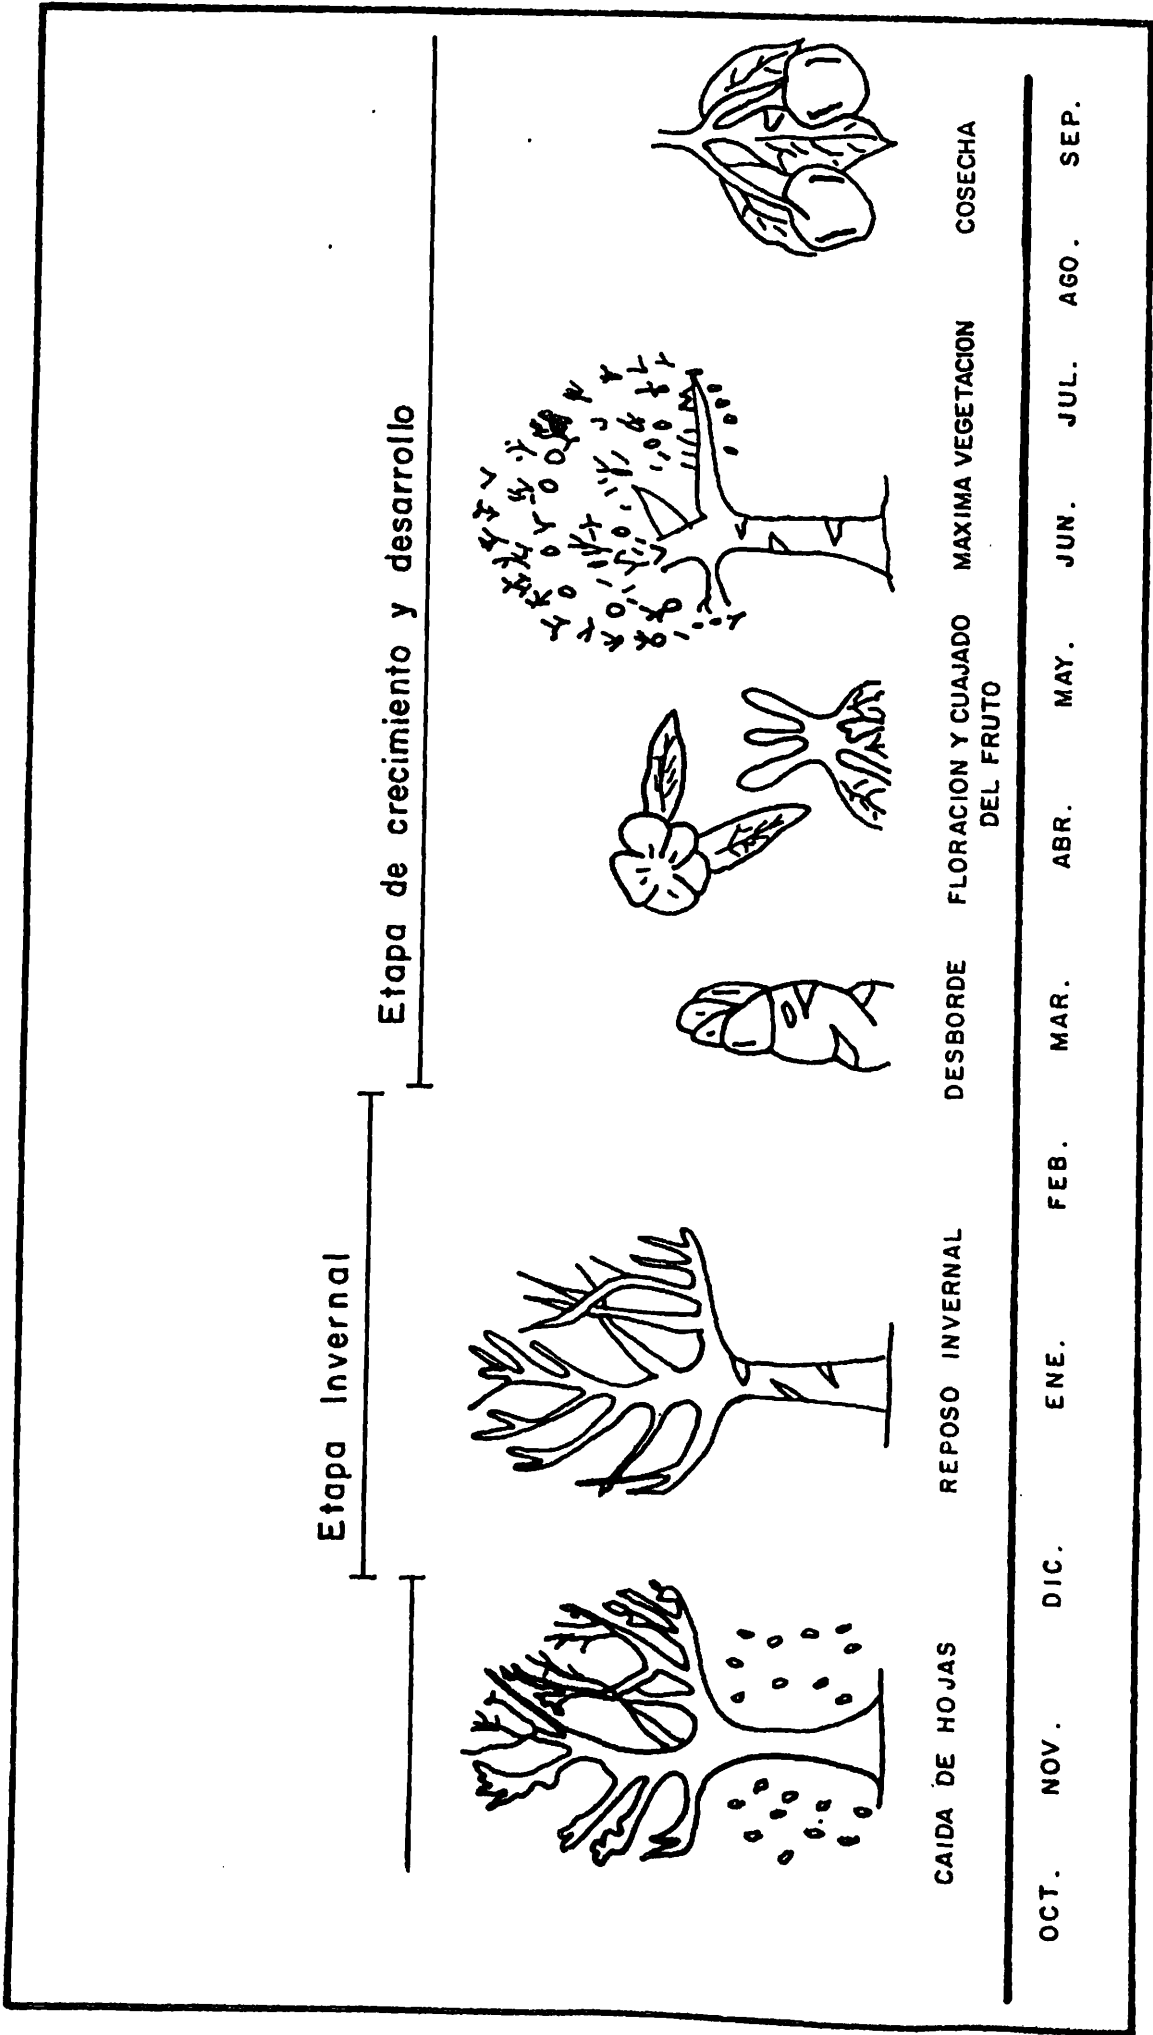 Etapa Invernal
Etapa de crecimiento y desarrollo
CAIDA DE HOJAS
REPOSO INVERNAL
DESBORDE
FLORACION Y CUAJADO
DEL FRUTO
MAXIMA VEGETACION
COSECHA
OCT. NOV. DIC. ENE. FEB. MAR. ABR. MAY. JUN. JUL. AGO. SEP.